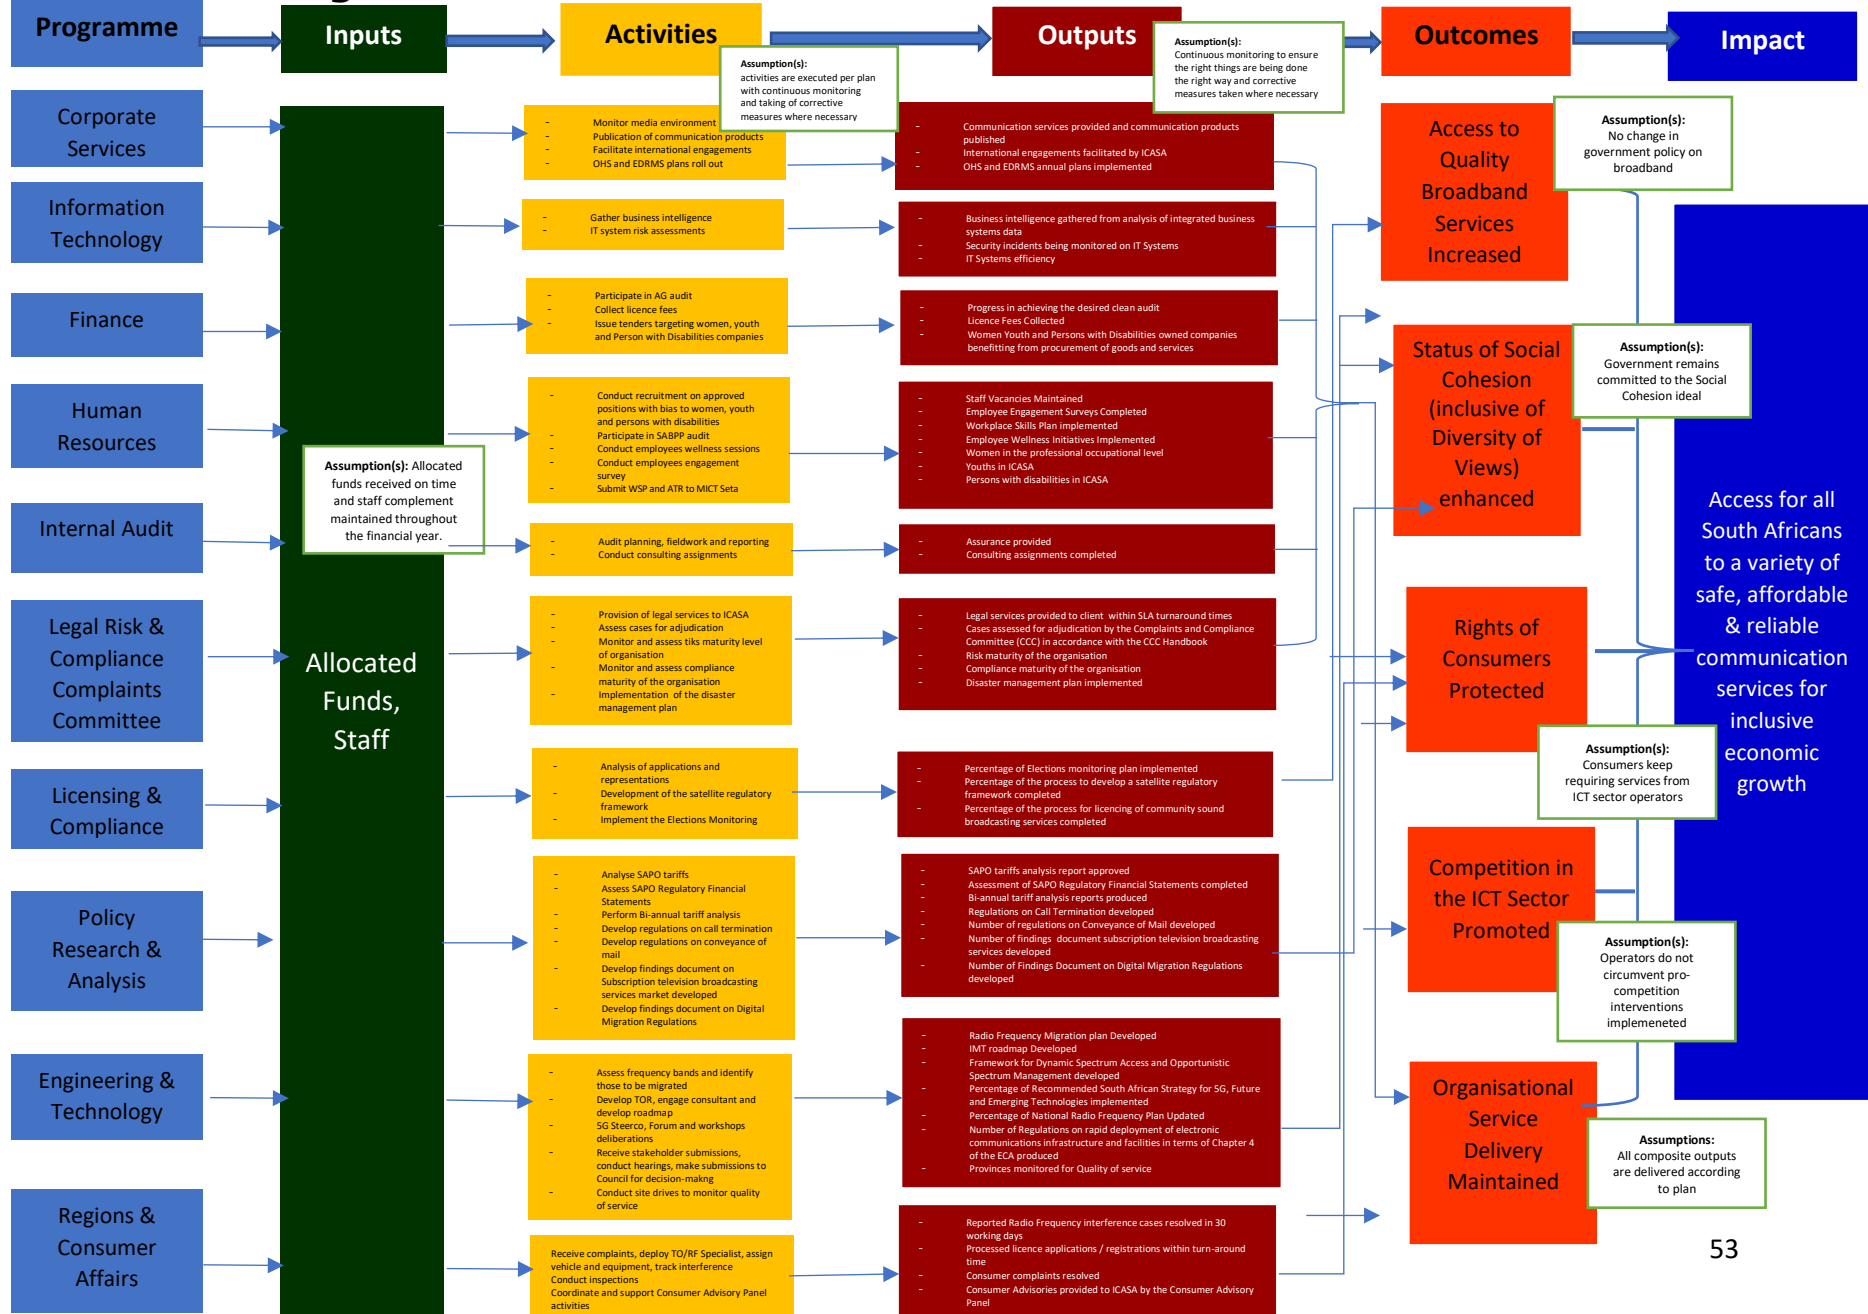 Programme
Inputs
Activities
Outputs
Outcomes
Impact
Assumption(s):
activities are executed per plan
with continuous monitoring
and taking of corrective
measures where necessary
Assumption(s):
Continuous monitoring to ensure
the right things are being done
the right way and corrective
measures taken where necessary
Corporate
Services
- Monitor media environment
- Publication of communication products
- Facilitate international engagements
- OHS and EDRMS plans roll out
- Communication services provided and communication products
published
- International engagements facilitated by ICASA
- OHS and EDRMS annual plans implemented
Information
Technology
- Gather business intelligence
- IT system risk assessments
- Business intelligence gathered from analysis of integrated business
systems data
- Security incidents being monitored on IT Systems
- IT Systems efficiency
Finance
- Participate in AG audit
- Collect licence fees
- Issue tenders targeting women, youth
and Person with Disabilities companies
- Progress in achieving the desired clean audit
- Licence Fees Collected
- Women Youth and Persons with Disabilities owned companies
benefitting from procurement of goods and services
Human
Resources
- Conduct recruitment on approved
positions with bias to women, youth
and persons with disabilities
- Participate in SABPP audit
- Conduct employees wellness sessions
- Conduct employees engagement
survey
- Submit WSP and ATR to MICT Seta
- Staff Vacancies Maintained
- Employee Engagement Surveys Completed
- Workplace Skills Plan implemented
- Employee Wellness Initiatives Implemented
- Women in the professional occupational level
- Youths in ICASA
- Persons with disabilities in ICASA
Internal Audit
- Audit planning, fieldwork and reporting
- Conduct consulting assignments
- Assurance provided
- Consulting assignments completed
Legal Risk &
Compliance
Complaints
Committee
- Provision of legal services to ICASA
- Assess cases for adjudication
- Monitor and assess tiks maturity level
of organisation
- Monitor and assess compliance
maturity of the organisation
- Implementation of the disaster
management plan
- Legal services provided to client within SLA turnaround times
- Cases assessed for adjudication by the Complaints and Compliance
Committee (CCC) in accordance with the CCC Handbook
- Risk maturity of the organisation
- Compliance maturity of the organisation
- Disaster management plan implemented
Licensing &
Compliance
- Analysis of applications and
representations
- Development of the satellite regulatory
framework
- Implement the Elections Monitoring
- Percentage of Elections monitoring plan implemented
- Percentage of the process to develop a satellite regulatory
framework completed
- Percentage of the process for licencing of community sound
broadcasting services completed
Policy
Research &
Analysis
- Analyse SAPO tariffs
- Assess SAPO Regulatory Financial
Statements
- Perform Bi-annual tariff analysis
- Develop regulations on call termination
- Develop regulations on conveyance of
mail
- Develop findings document on
Subscription television broadcasting
services market developed
- Develop findings document on Digital
Migration Regulations
- SAPO tariffs analysis report approved
- Assessment of SAPO Regulatory Financial Statements completed
- Bi-annual tariff analysis reports produced
- Regulations on Call Termination developed
- Number of regulations on Conveyance of Mail developed
- Number of findings document subscription television broadcasting
services developed
- Number of Findings Document on Digital Migration Regulations
developed
Engineering &
Technology
- Assess frequency bands and identify
those to be migrated
- Develop TOR, engage consultant and
develop roadmap
- 5G Steerco, Forum and workshops
deliberations
- Receive stakeholder submissions,
conduct hearings, make submissions to
Council for decision-makng
- Conduct site drives to monitor quality
of service
- Radio Frequency Migration plan Developed
- IMT roadmap Developed
- Framework for Dynamic Spectrum Access and Opportunistic
Spectrum Management developed
- Percentage of Recommended South African Strategy for 5G, Future
and Emerging Technologies implemented
- Percentage of National Radio Frequency Plan Updated
- Number of Regulations on rapid deployment of electronic
communications infrastructure and facilities in terms of Chapter 4
of the ECA produced
- Provinces monitored for Quality of service
Regions &
Consumer
Affairs
Receive complaints, deploy TO/RF Specialist, assign
vehicle and equipment, track interference
Conduct inspections
Coordinate and support Consumer Advisory Panel
activities
- Reported Radio Frequency interference cases resolved in 30
working days
- Processed licence applications / registrations within turn-around
time
- Consumer complaints resolved
- Consumer Advisories provided to ICASA by the Consumer Advisory
Panel
Assumption(s): Allocated
funds received on time
and staff complement
maintained throughout
the financial year.
Allocated
Funds,
Staff
Access to
Quality
Broadband
Services
Increased
Assumption(s):
No change in
government policy on
broadband
Status of Social
Cohesion
(inclusive of
Diversity of
Views)
enhanced
Assumption(s):
Government remains
committed to the Social
Cohesion ideal
Rights of
Consumers
Protected
Assumption(s):
Consumers keep
requiring services from
ICT sector operators
Competition in
the ICT Sector
Promoted
Assumption(s):
Operators do not
circumvent pro-
competition
interventions
implemeneted
Organisational
Service
Delivery
Maintained
Assumptions:
All composite outputs
are delivered according
to plan
Access for all
South Africans
to a variety of
safe, affordable
& reliable
communication
services for
inclusive
economic
growth
53